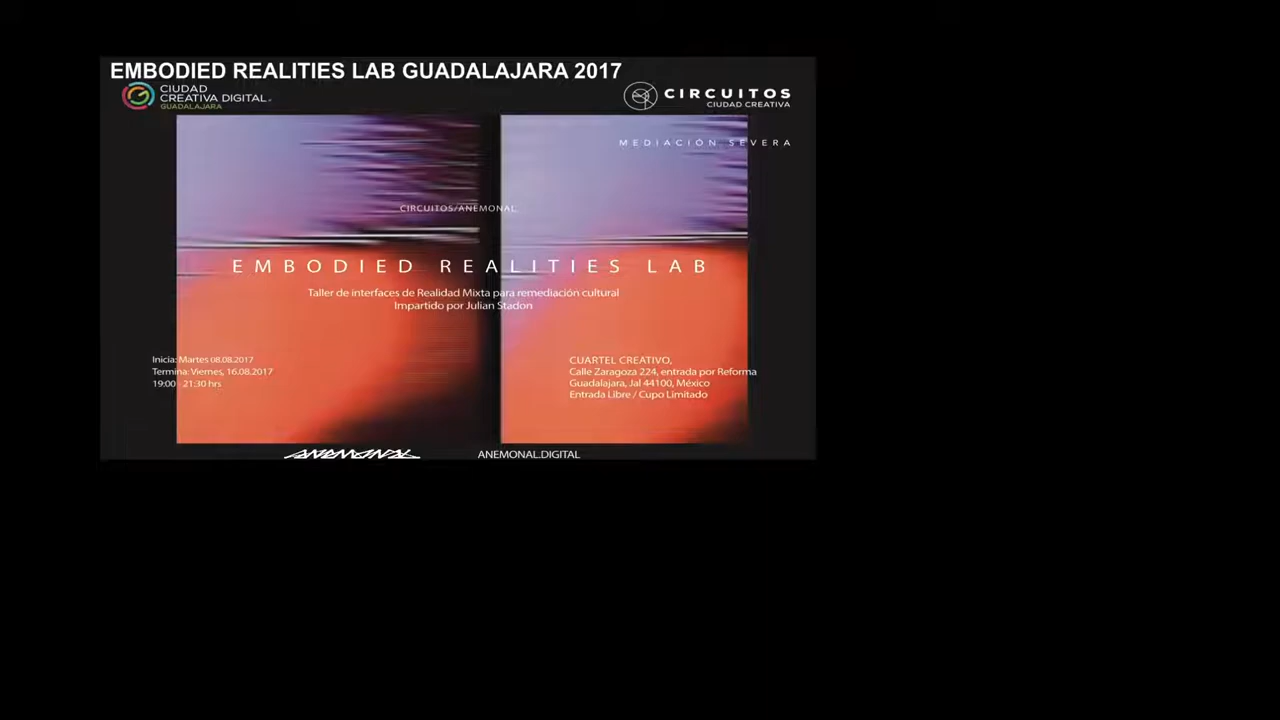 EMBODIED REALITIES LAB GUADALAJARA 2017
CIUDAD
CREATIVA DIGITAL
GUADALAJARA
CIRCUITOS
CIUDAD CREATIVA
MEDIACIÓN SEVERA
CIRCUITOS/ANEMONAL
EMBODIED REALITIES LAB
Taller de interfaces de Realidad Mixta para remediación cultural
Impartido por Julian Stadon
Inicia: Martes 08.08.2017
Termina: Viernes, 16.08.2017
19:00 - 21:30 hrs
CUARTEL CREATIVO,
Calle Zaragoza 224, entrada por Reforma
Guadalajara, Jal 44100, México
Entrada Libre / Cupo Limitado
ANEMONAL
ANEMONAL.DIGITAL